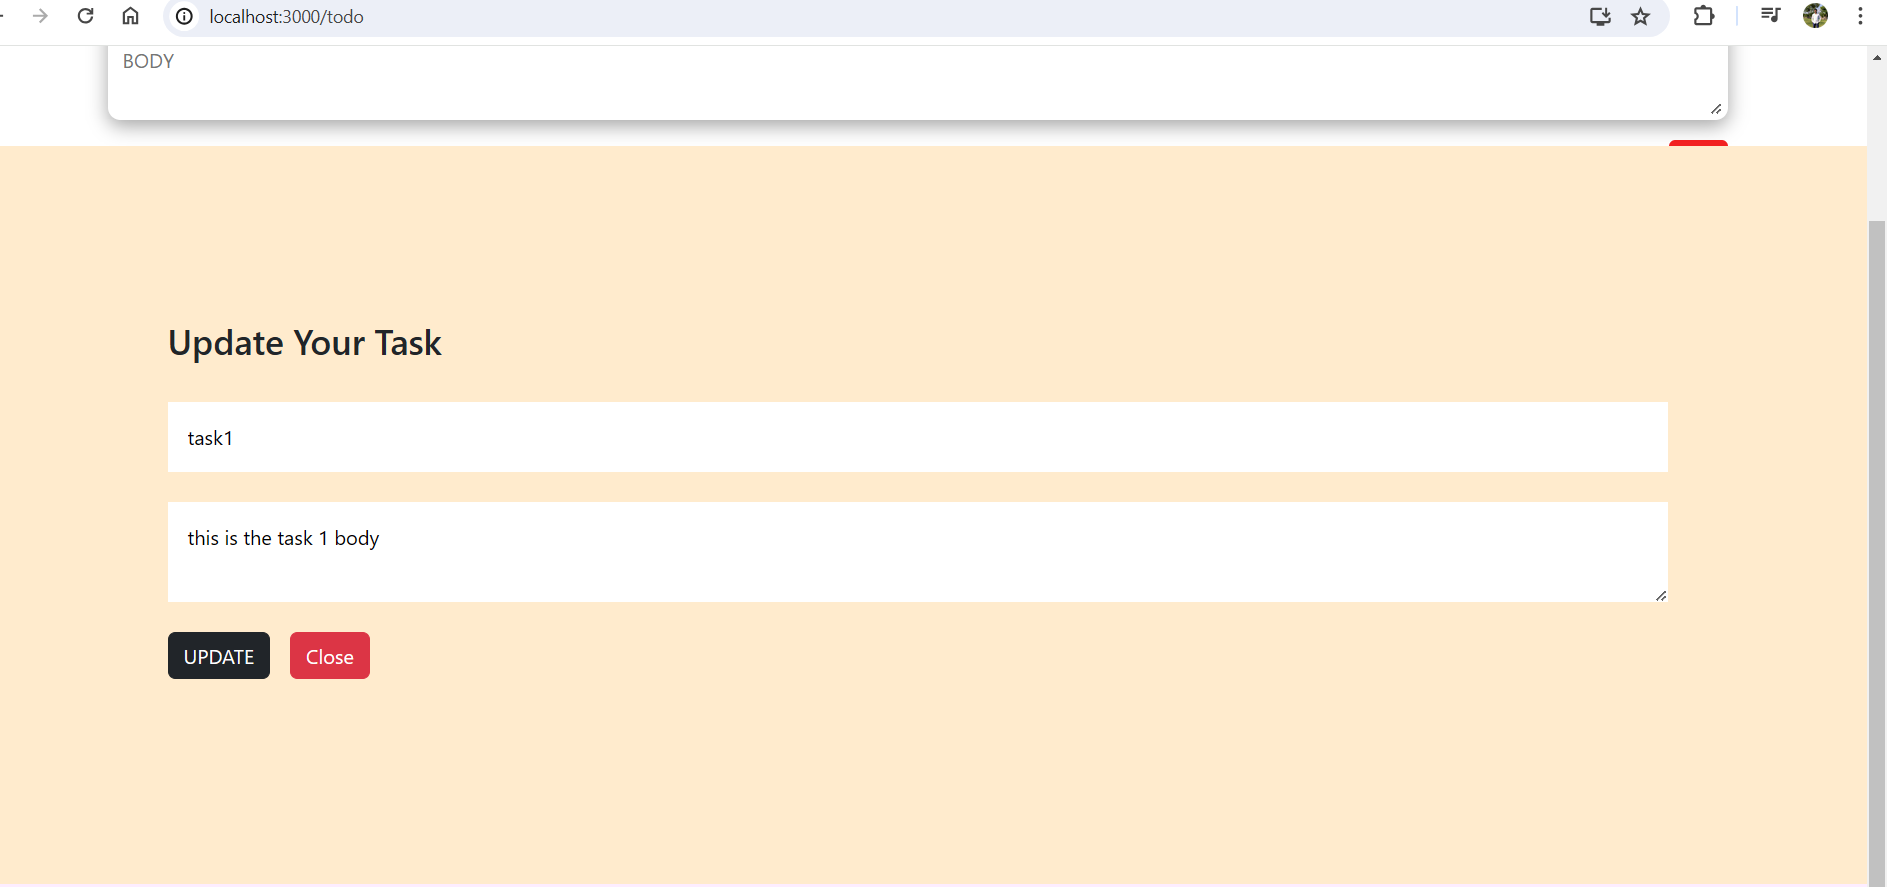 localhost:3000/todo
BODY
Update Your Task
task1
this is the task 1 body
UPDATE Close